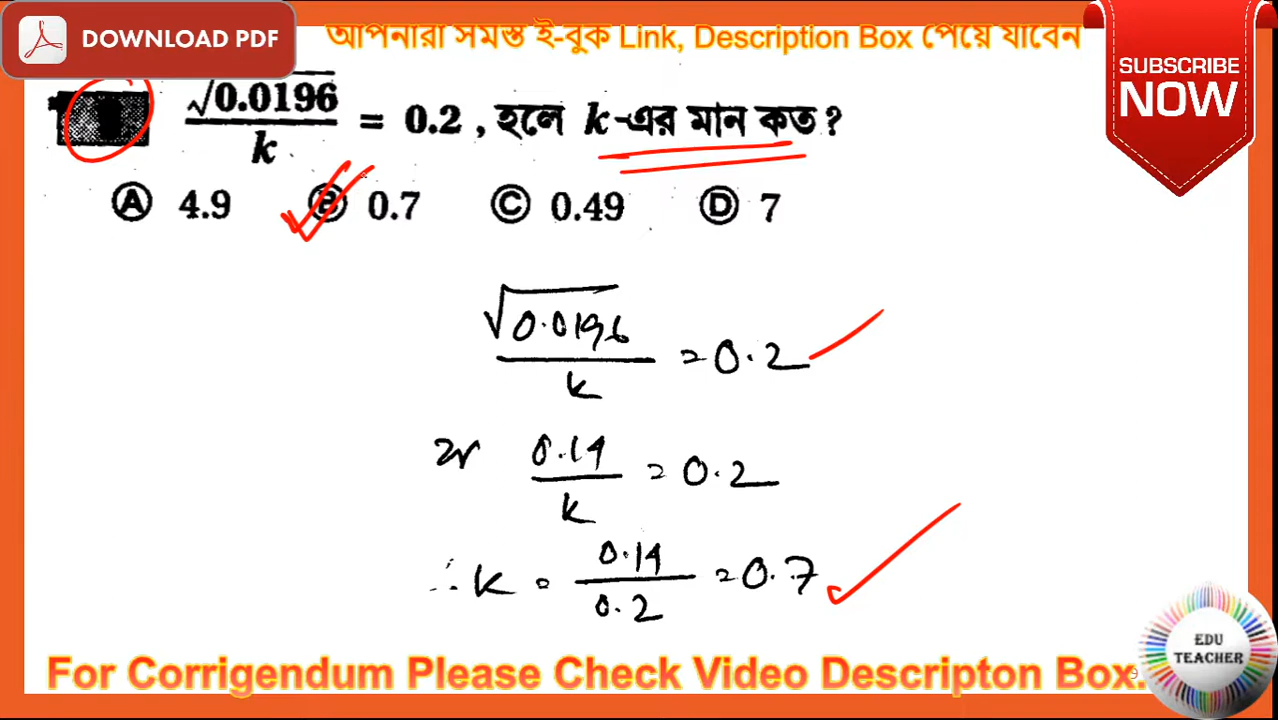 DOWNLOAD PDF
আপনারা সমস্ত ই-বুক Link, Description Box পেয়ে যাবেন
SUBSCRIBE
NOW
√0.0196 / k = 0.2, হলে k-এর মান কত?
Ⓐ 4.9 Ⓑ 0.7 Ⓒ 0.49 Ⓓ 7
√0.0196 / k = 0.2
বা 0.14 / k = 0.2
∴ k = 0.14 / 0.2 = 0.7
EDU
TEACHER
For Corrigendum Please Check Video Descripton Box.